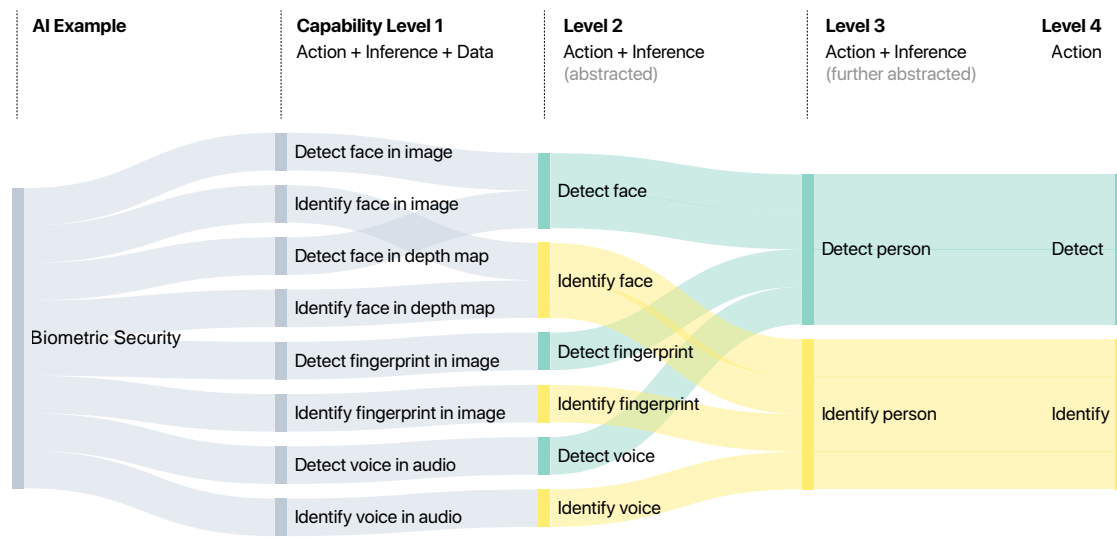 AI Example
Capability Level 1
Action + Inference + Data
Level 2
Action + Inference
(abstracted)
Level 3
Action + Inference
(further abstracted)
Level 4
Action
Biometric Security
Detect face in image
Identify face in image
Detect face in depth map
Identify face in depth map
Detect fingerprint in image
Identify fingerprint in image
Detect voice in audio
Identify voice in audio
Detect face
Identify face
Detect fingerprint
Identify fingerprint
Detect voice
Identify voice
Detect person
Identify person
Detect
Identify